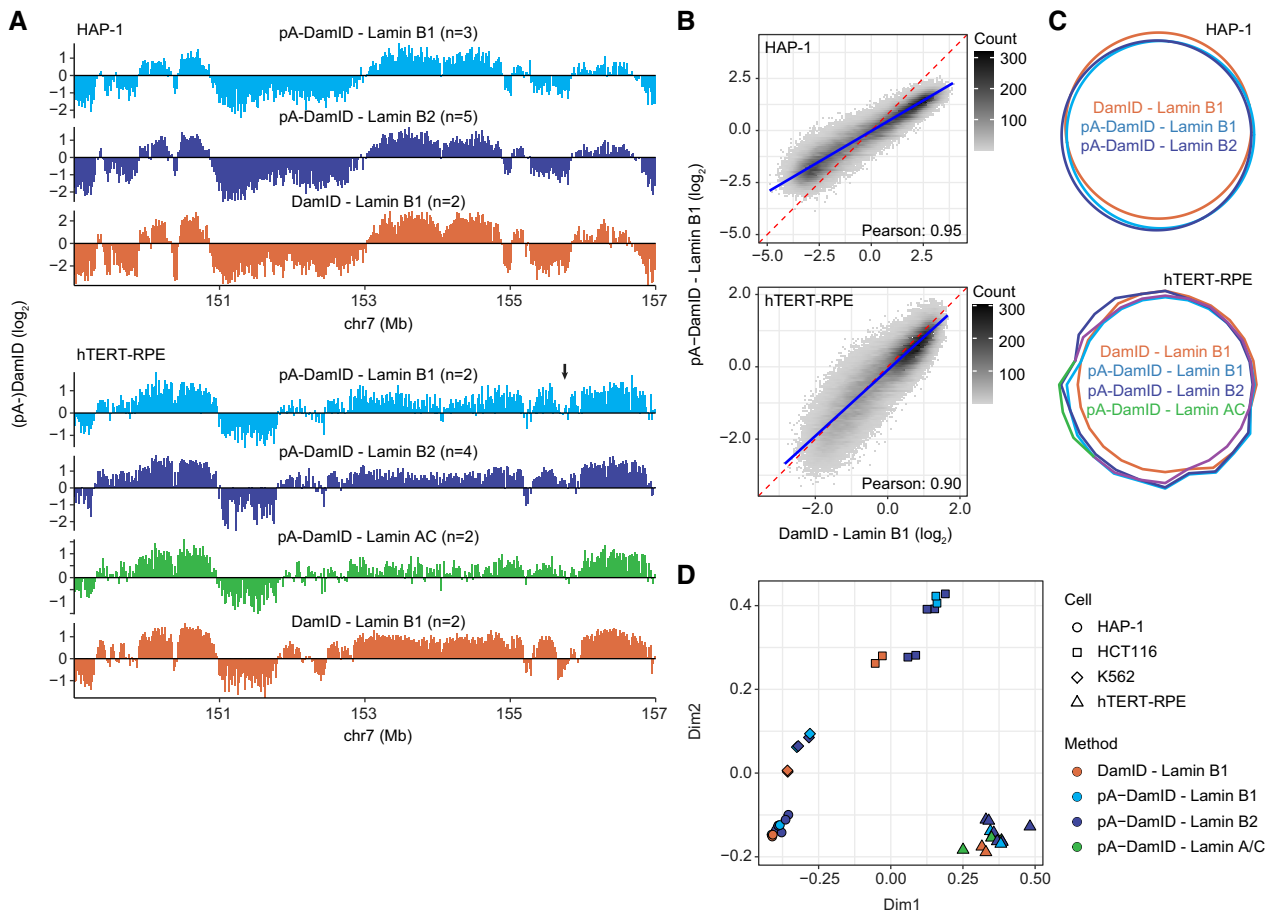 A
HAP-1
pA-DamID - Lamin B1 (n=3)
1
0
−1
−2
pA-DamID - Lamin B2 (n=5)
1
0
−1
−2
DamID - Lamin B1 (n=2)
2
0
−2
151
153
155
157
chr7 (Mb)
(pA-)DamID (log2)
hTERT-RPE
pA-DamID - Lamin B1 (n=2)
1
0
−1
pA-DamID - Lamin B2 (n=4)
1
0
−1
−2
pA-DamID - Lamin AC (n=2)
1
0
−1
DamID - Lamin B1 (n=2)
1
0
−1
151
153
155
157
chr7 (Mb)
B
HAP-1
2.5
0.0
−2.5
−5.0
Pearson: 0.95
−5.0
−2.5
0.0
2.5
Count
300
200
100
pA−DamID - Lamin B1 (log2)
hTERT-RPE
2.0
0.0
−2.0
Pearson: 0.90
−2.0
0.0
2.0
DamID - Lamin B1 (log2)
Count
300
200
100
C
HAP-1
DamID - Lamin B1
pA-DamID - Lamin B1
pA-DamID - Lamin B2
hTERT-RPE
DamID - Lamin B1
pA-DamID - Lamin B1
pA-DamID - Lamin B2
pA-DamID - Lamin AC
D
0.4
0.2
0.0
−0.2
Dim2
−0.25
0.00
0.25
0.50
Dim1
Cell
HAP-1
HCT116
K562
hTERT-RPE
Method
DamID - Lamin B1
pA−DamID - Lamin B1
pA−DamID - Lamin B2
pA−DamID - Lamin A/C